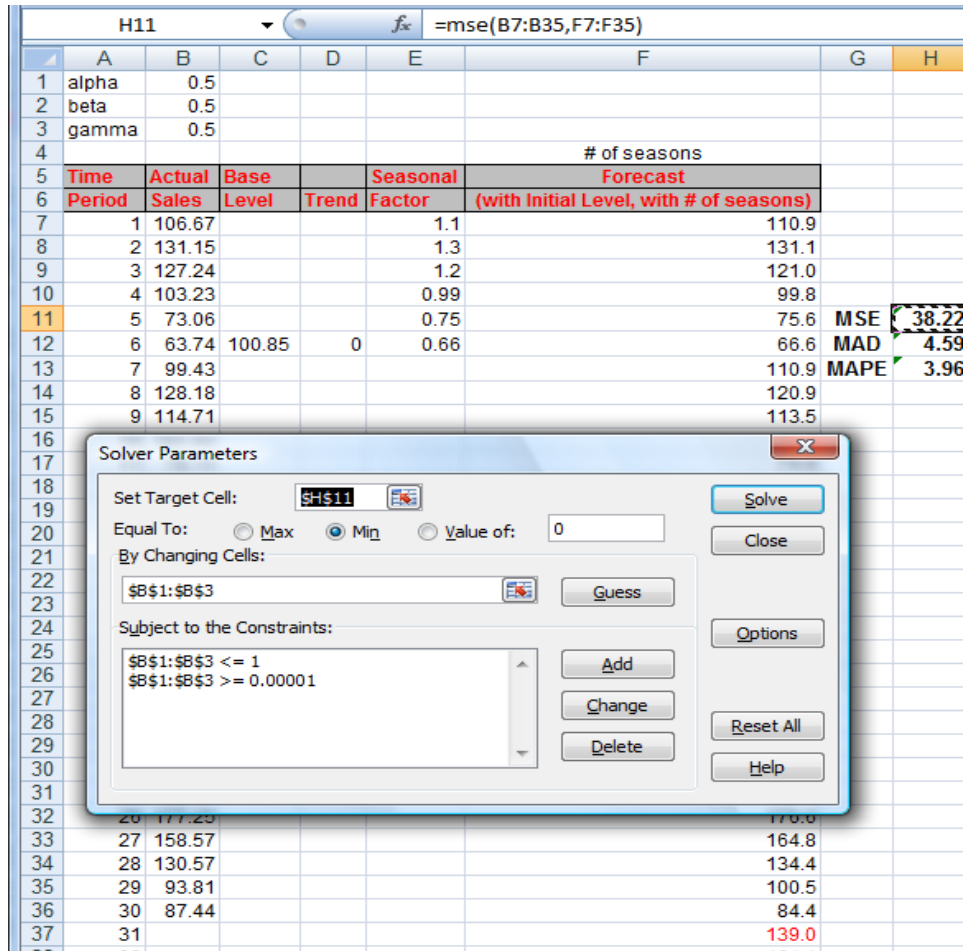 H11 fx =mse(B7:B35,F7:F35)
A B C D E F G H
1 alpha 0.5
2 beta 0.5
3 gamma 0.5
4 # of seasons
5 Time Actual Base Seasonal Forecast
6 Period Sales Level Trend Factor (with Initial Level, with # of seasons)
7 1 106.67 1.1 110.9
8 2 131.15 1.3 131.1
9 3 127.24 1.2 121.0
10 4 103.23 0.99 99.8
11 5 73.06 0.75 75.6 MSE 38.22
12 6 63.74 100.85 0 0.66 66.6 MAD 4.59
13 7 99.43 110.9 MAPE 3.96
14 8 128.18 120.9
15 9 114.71 113.5
16
17
18
19
20
21
22
23
24
25
26
27
28
29
30
31
Solver Parameters
Set Target Cell: $H$11 Solve
Equal To: Max Min Value of: 0 Close
By Changing Cells:
$B$1:$B$3 Guess
Subject to the Constraints: Options
$B$1:$B$3 <= 1 Add
$B$1:$B$3 >= 0.00001
Change
Reset All
Delete
Help
32 26 177.25 176.6
33 27 158.57 164.8
34 28 130.57 134.4
35 29 93.81 100.5
36 30 87.44 84.4
37 31 139.0